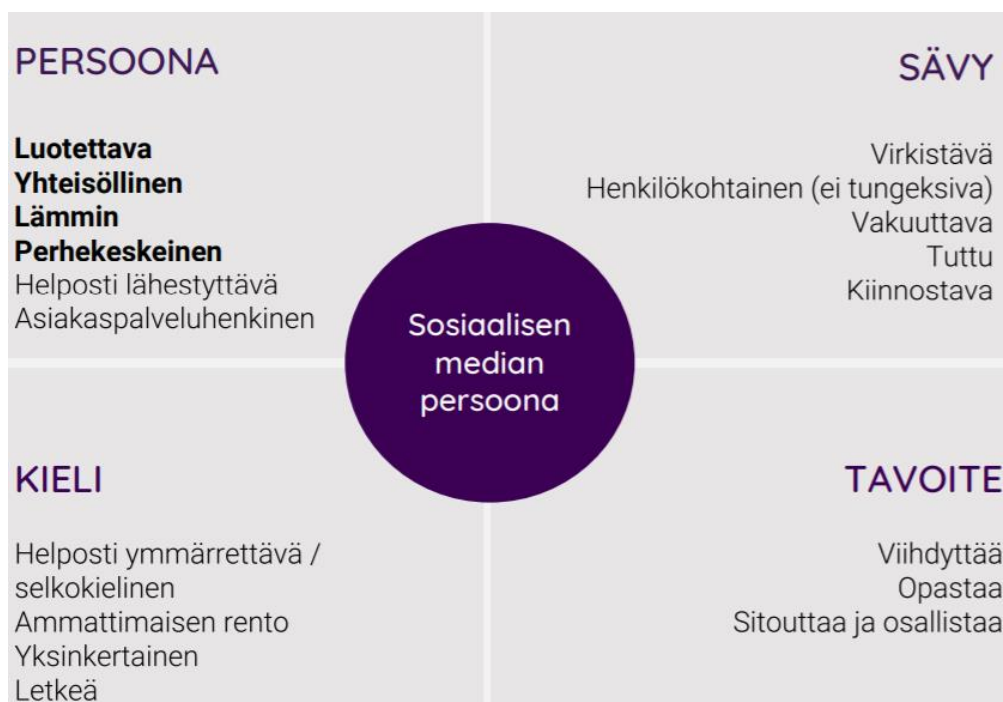 PERSOONA
Luotettava
Yhteisöllinen
Lämmin
Perhekeskeinen
Helposti lähestyttävä
Asiakaspalveluhenkinen
SÄVY
Virkistävä
Henkilökohtainen (ei tungeksiva)
Vakuuttava
Tuttu
Kiinnostava
Sosiaalisen
median
persoona
KIELI
Helposti ymmärrettävä /
selkokielinen
Ammattimaisen rento
Yksinkertainen
Letkeä
TAVOITE
Viihdyttää
Opastaa
Sitouttaa ja osallistaa